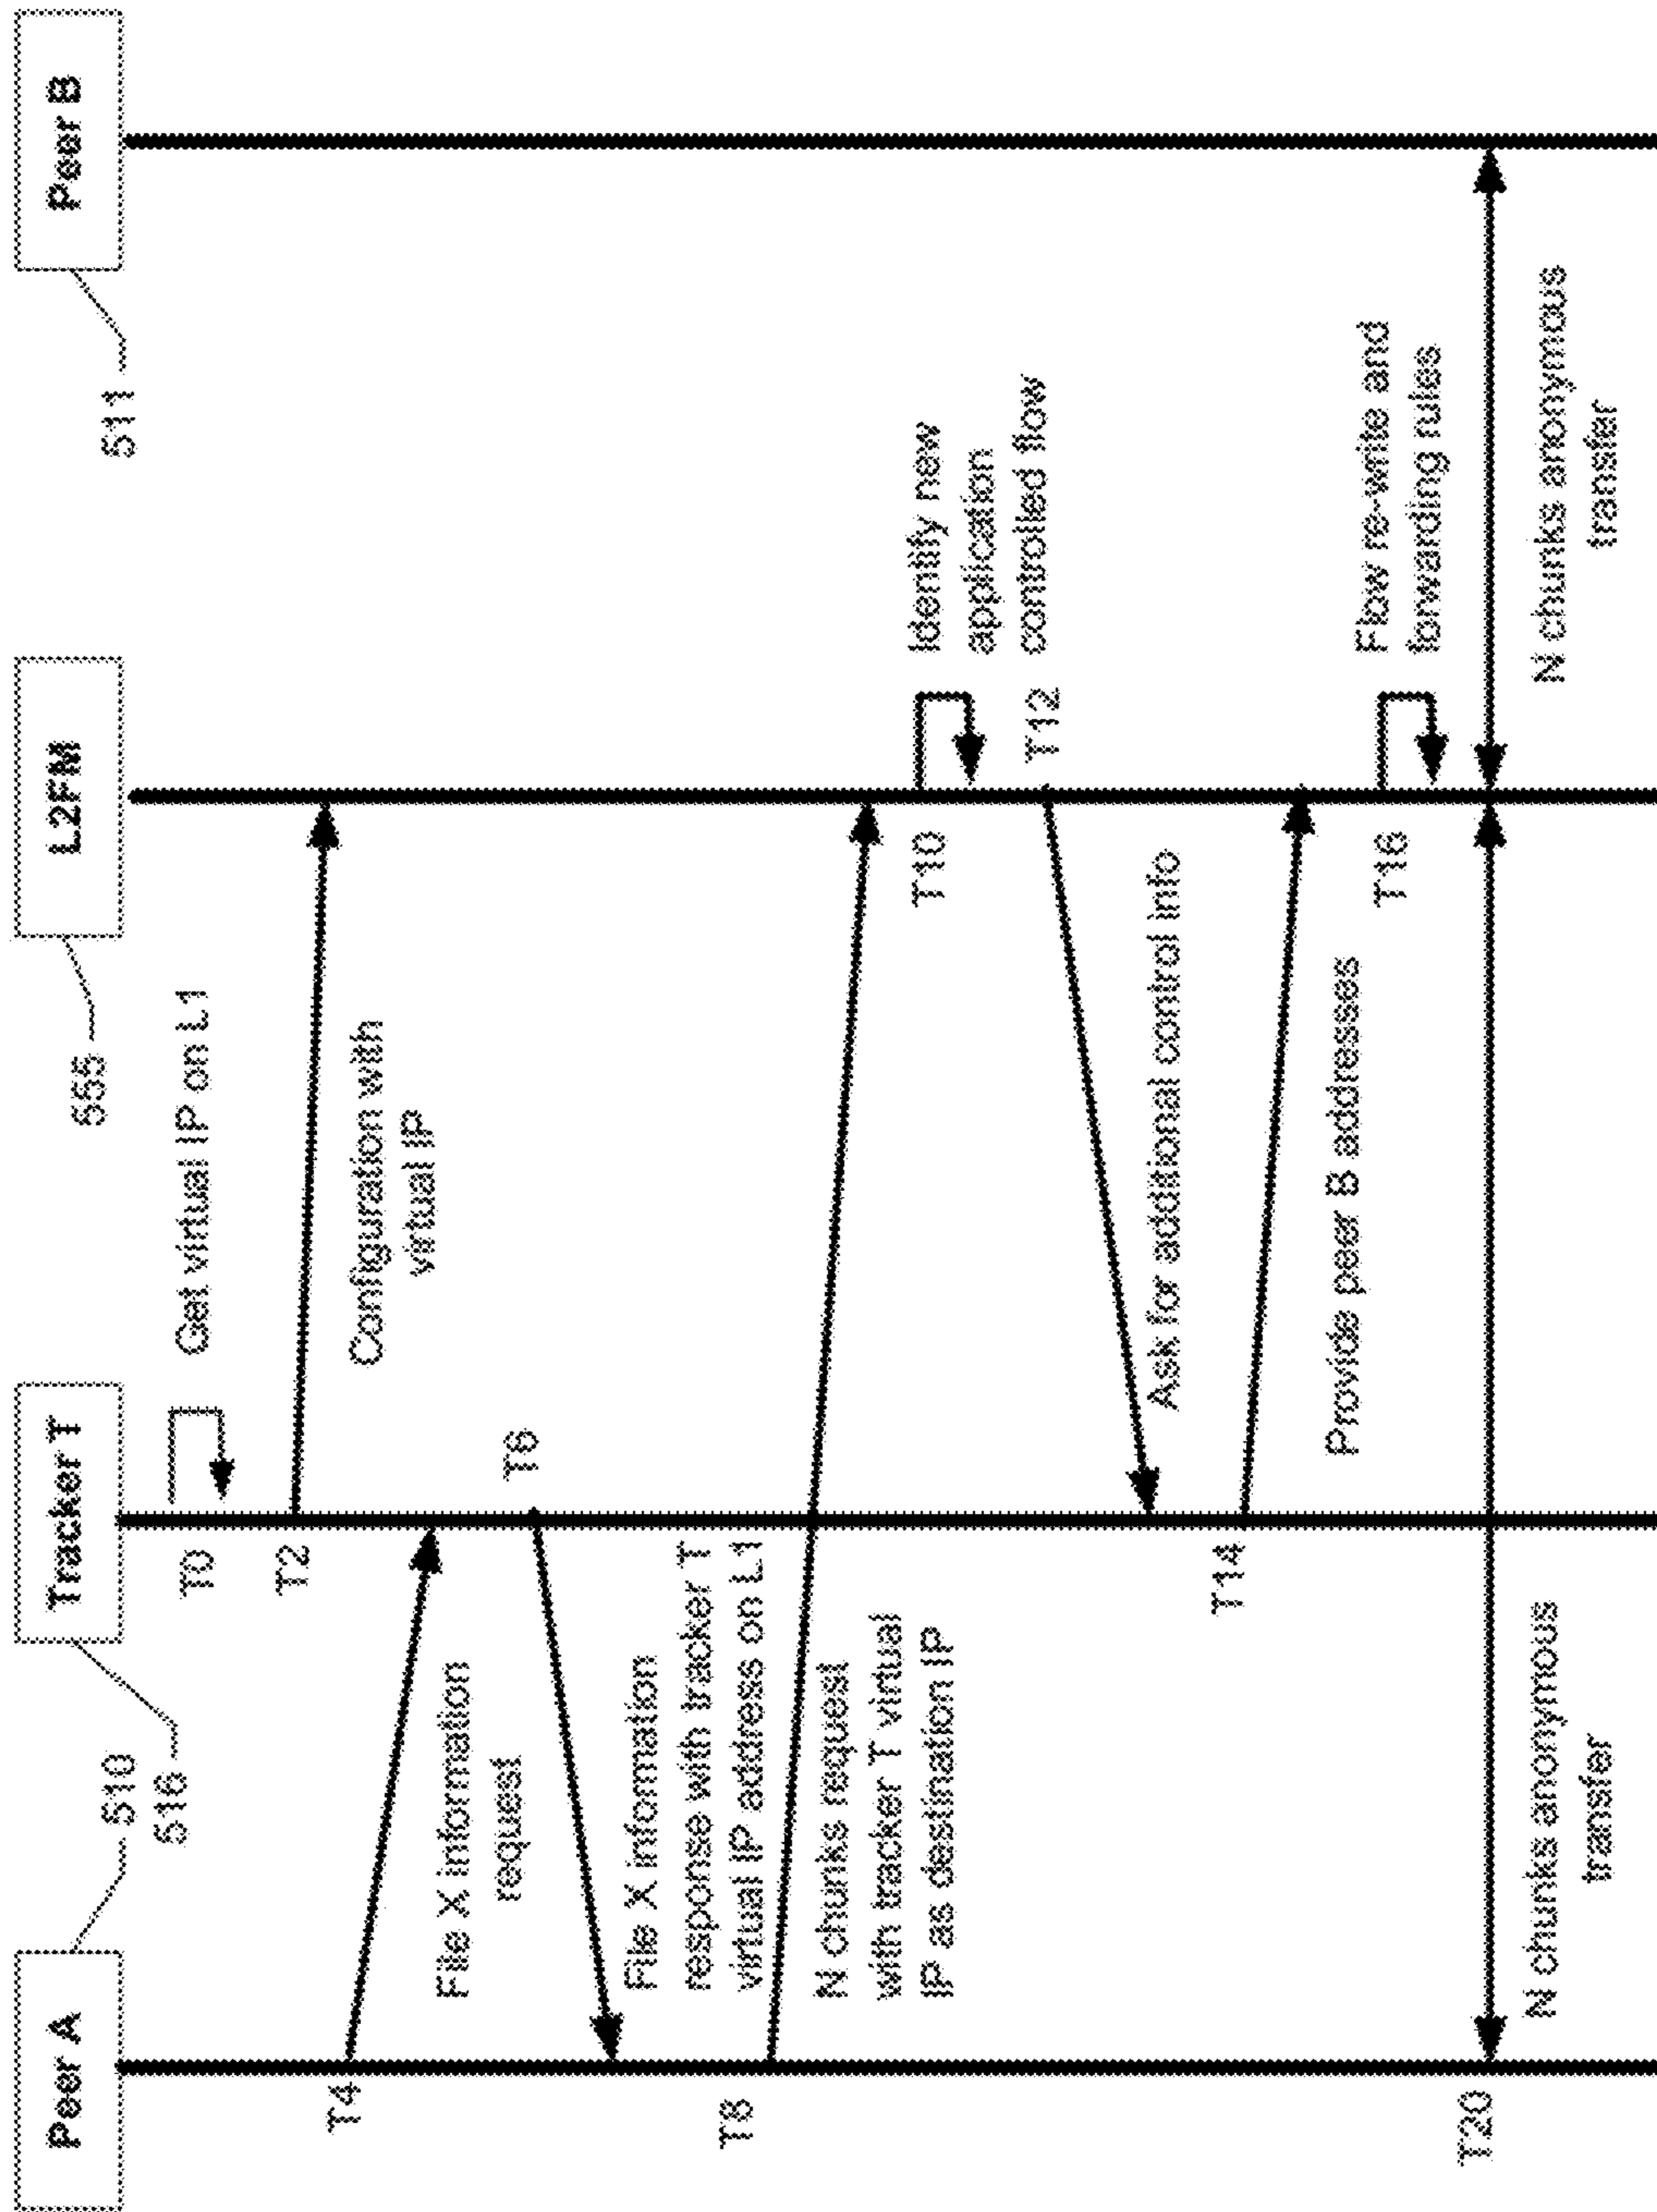 Peer A
Tracker T
L2FM
Peer B
510
516
555
511
T0
Get virtual IP on L1
T2
Configuration with
virtual IP
T4
File X information
request
T6
File X information
response with tracker T
virtual IP address on L1
T8
N chunks request
with tracker T virtual
IP as destination IP
T10
Identify new
application
controlled flow
T12
Ask for additional control info
T14
Provide peer B addresses
T16
Flow re-write and
forwarding rules
T20
N chunks anonymous
transfer
N chunks anonymous
transfer